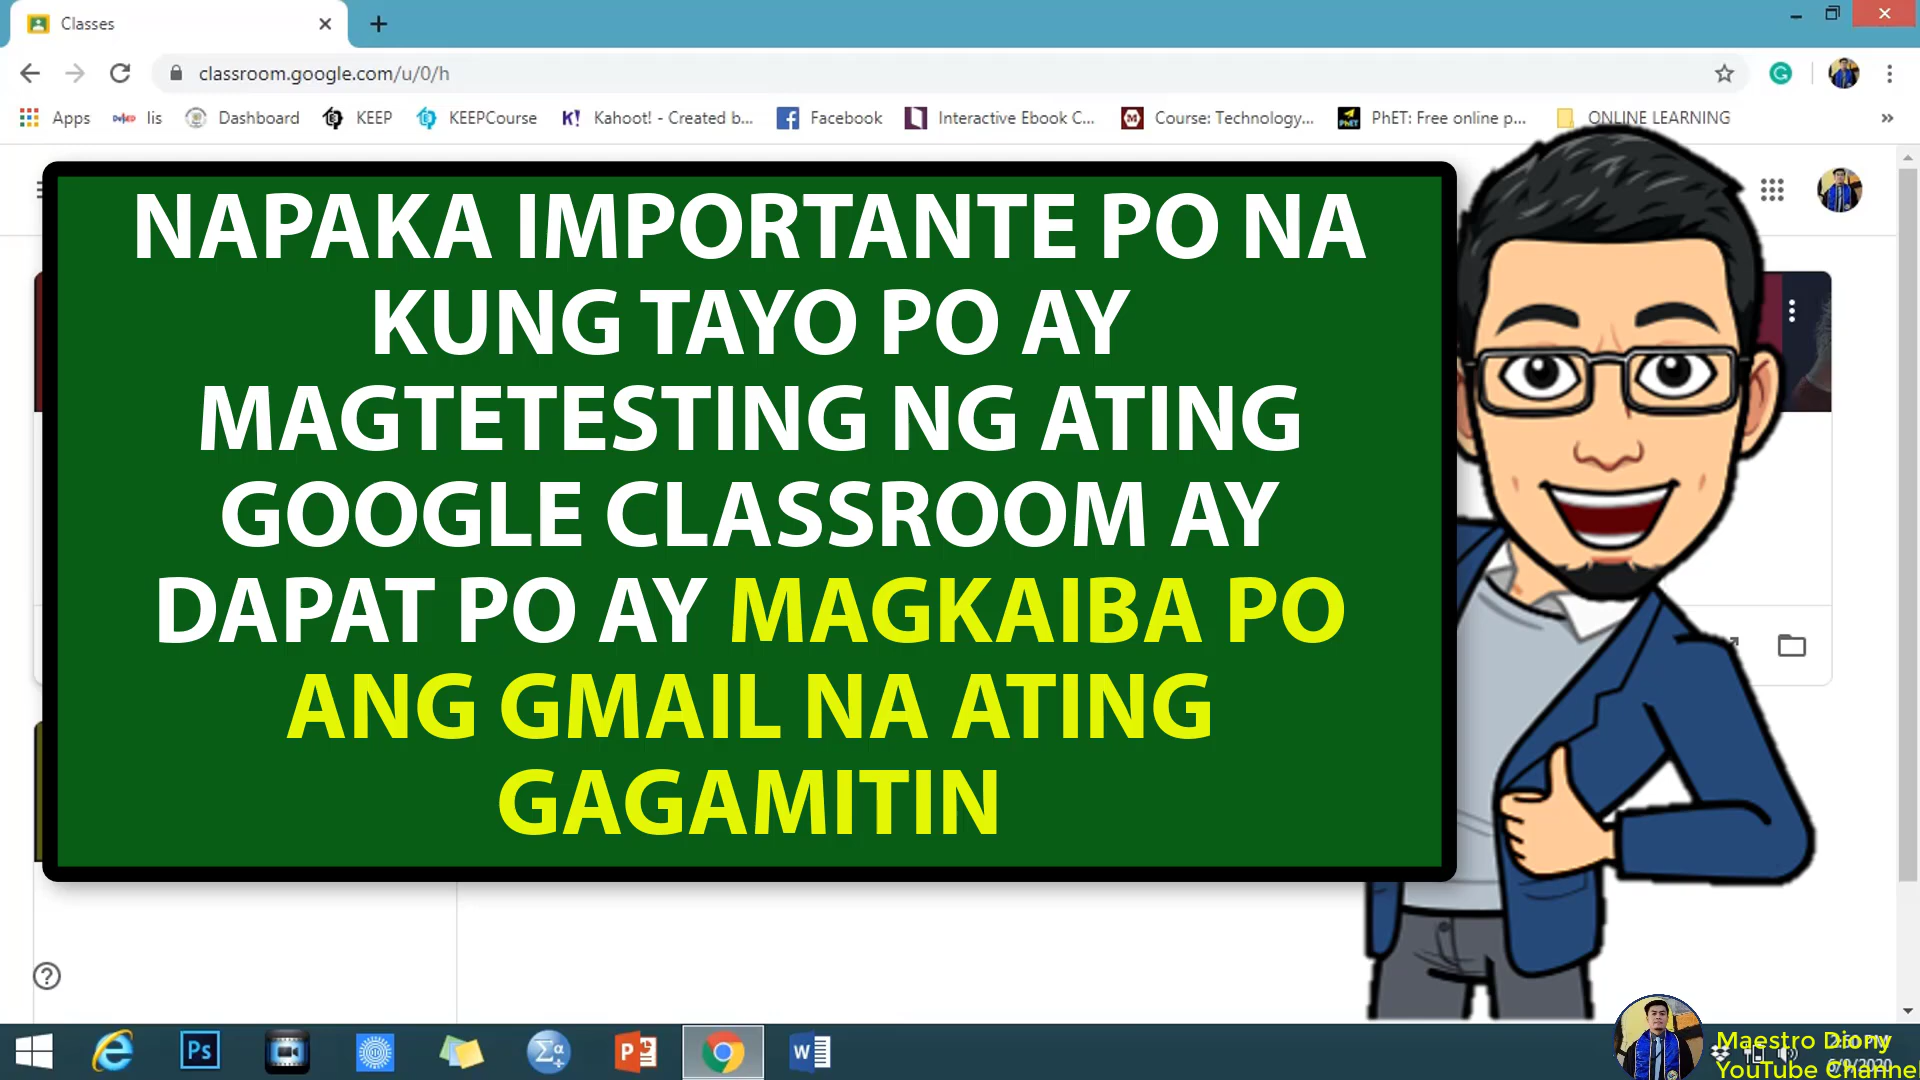 Classes
classroom.google.com/u/0/h
Apps
lis
Dashboard
KEEP
KEEPCourse
Kahoot! - Created b...
Facebook
Interactive Ebook C...
Course: Technology...
PhET: Free online p...
ONLINE LEARNING
NAPAKA IMPORTANTE PO NA
KUNG TAYO PO AY
MAGTETESTING NG ATING
GOOGLE CLASSROOM AY
DAPAT PO AY MAGKAIBA PO
ANG GMAIL NA ATING
GAGAMITIN
Maestro Diony
YouTube Channe